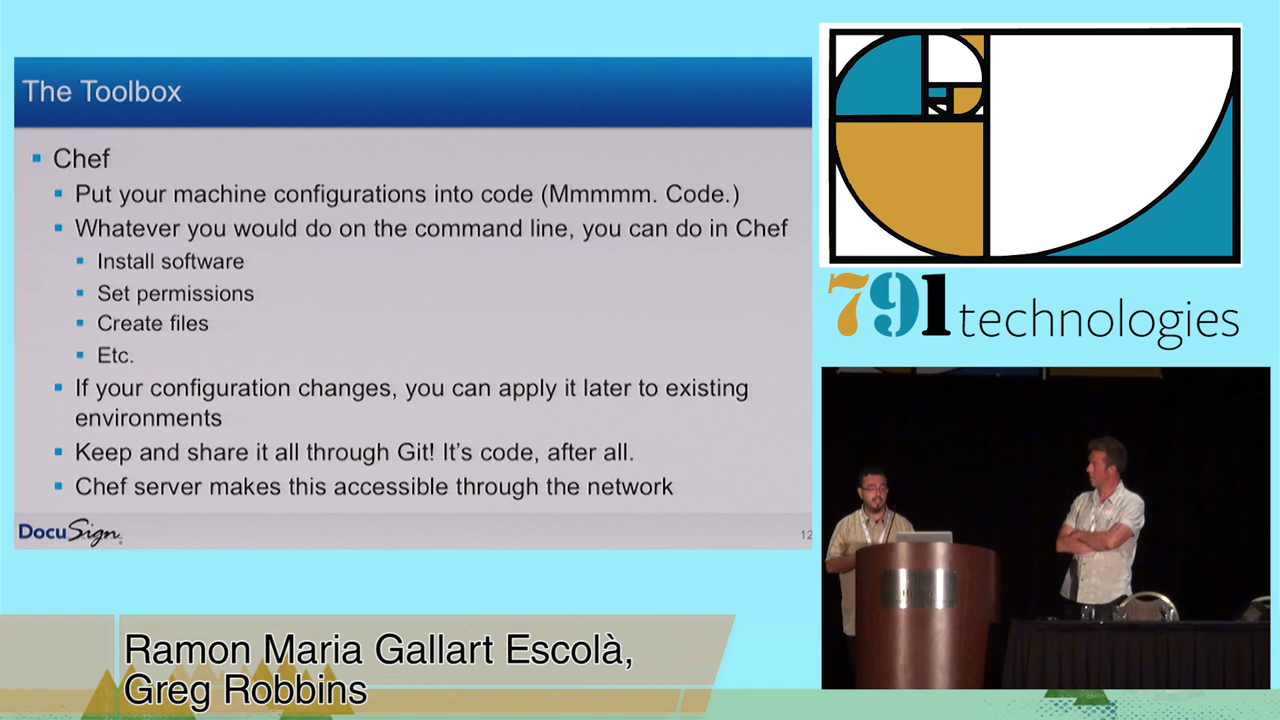 The Toolbox
Chef
Put your machine configurations into code (Mmmmm. Code.)
Whatever you would do on the command line, you can do in Chef
Install software
Set permissions
Create files
Etc.
If your configuration changes, you can apply it later to existing
environments
Keep and share it all through Git! It's code, after all.
Chef server makes this accessible through the network
DocuSign
12
791 technologies
Ramon Maria Gallart Escolà,
Greg Robbins